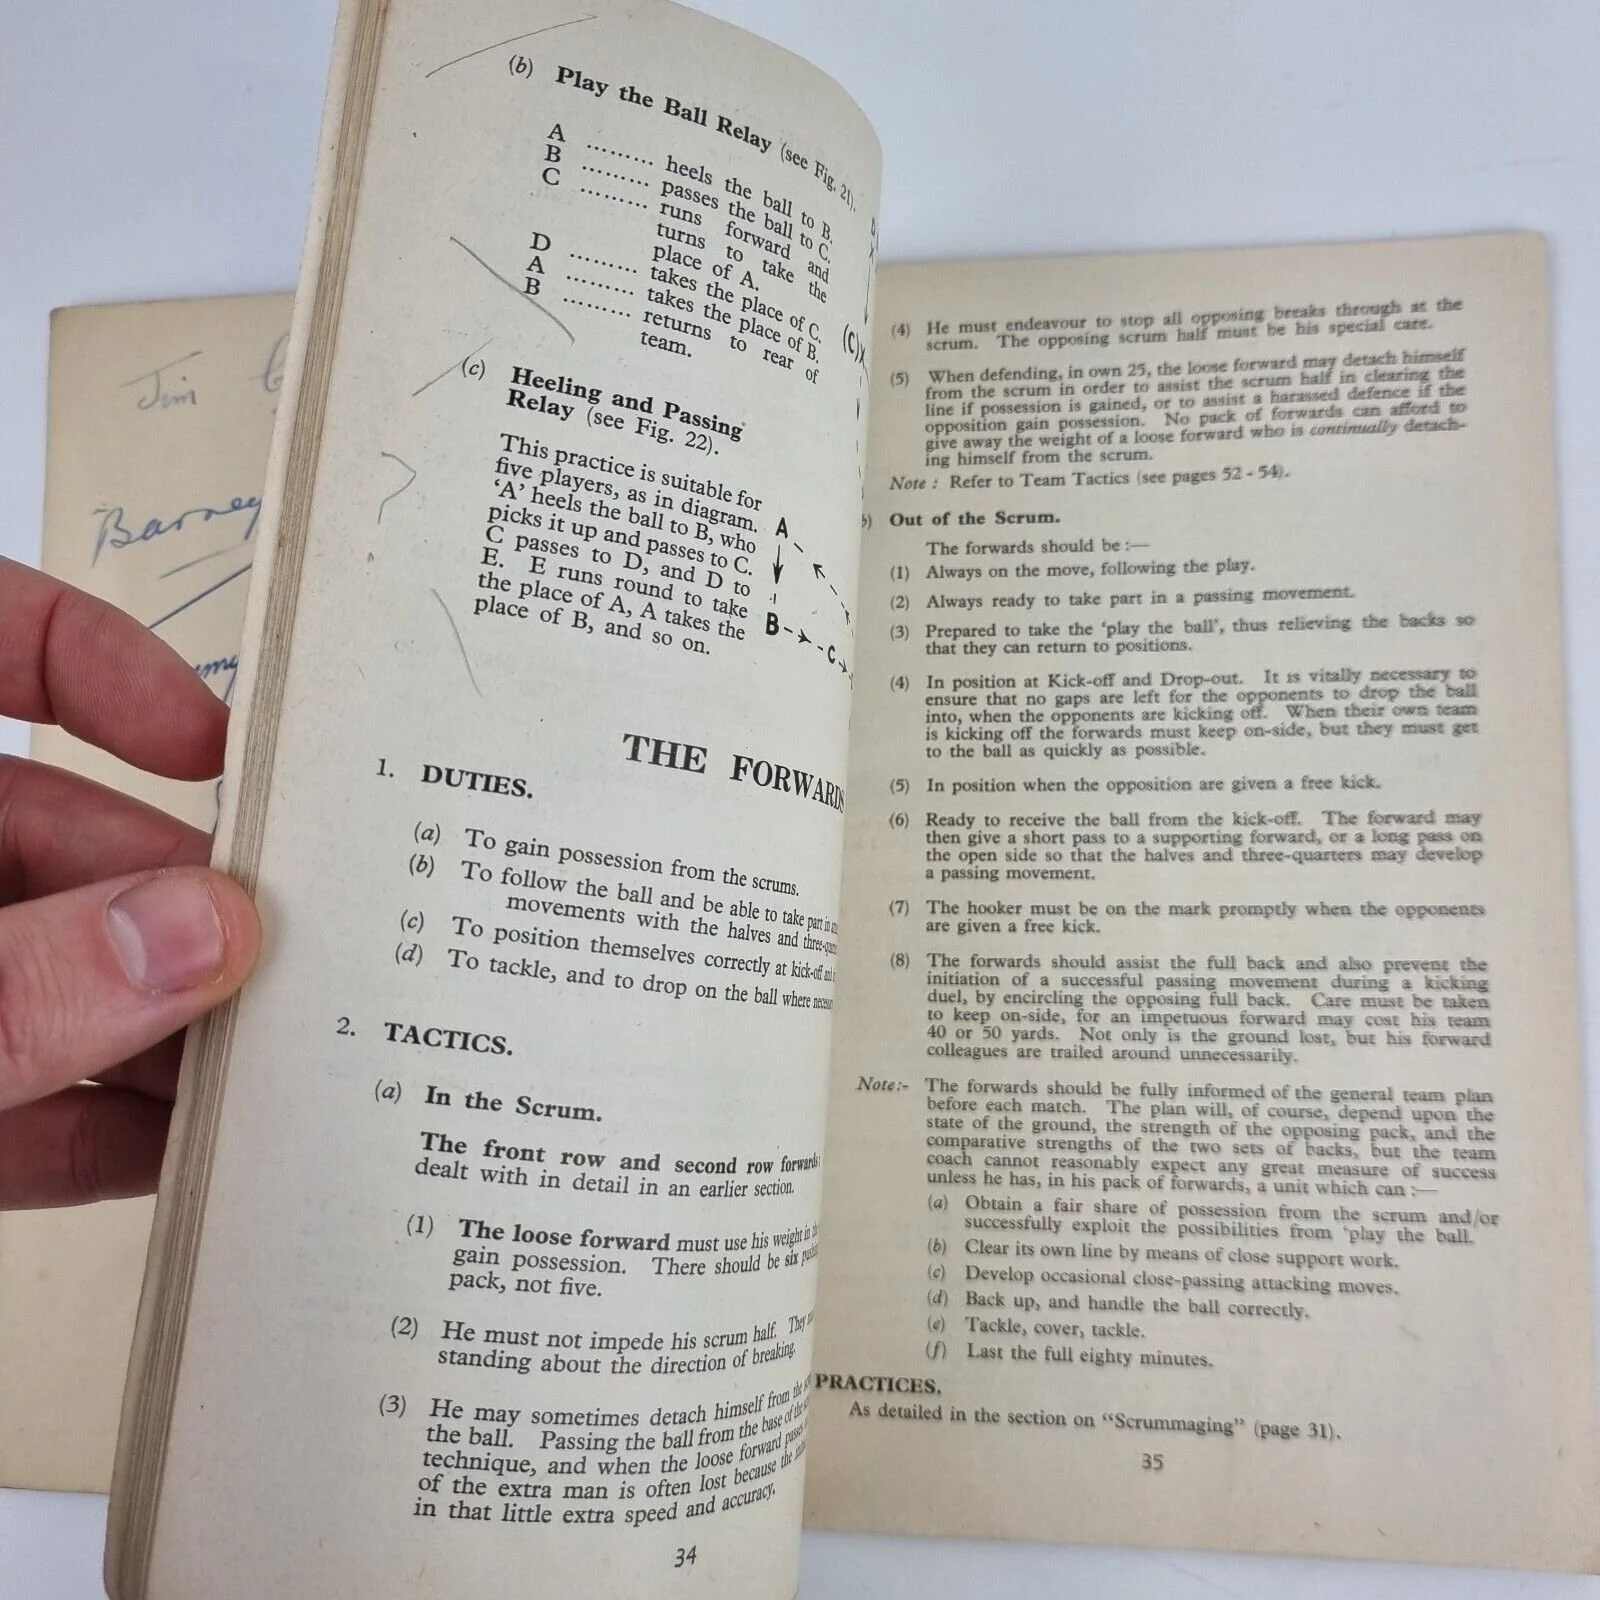 (b) Play the Ball Relay (see Fig. 21).
A ......... heels the ball to B.
B ......... passes the ball to C.
C ......... runs forward and
turns to take the
place of A.
D ......... takes the place of C.
A ......... takes the place of B.
B ......... returns to rear of
team.
(c) Heeling and Passing
Relay (see Fig. 22).
This practice is suitable for
five players, as in diagram.
‘A’ heels the ball to B, who
picks it up and passes to C.
C passes to D, and D to
E. E runs round to take
the place of A, A takes the
place of B, and so on.
(c) x
A
B
C
THE FORWARDS
1. DUTIES.
(a) To gain possession from the scrums.
(b) To follow the ball and be able to take part in
movements with the halves and
(c) To position themselves correctly at kick-off and
(d) To tackle, and to drop on the ball where
2. TACTICS.
(a) In the Scrum.
The front row and second row forwards
dealt with in detail in an earlier section.
(1) The loose forward must use his weight in
gain possession. There should be six
pack, not five.
(2) He must not impede his scrum half. They
standing about the direction of breaking.
(3) He may sometimes detach himself from the
the ball. Passing the ball from the base of the
technique, and when the loose forward passes
of the extra man is often lost because the
in that little extra speed and accuracy.
34
Jim
Barney
(4) He must endeavour to stop all opposing breaks through at the
scrum. The opposing scrum half must be his special care.
(5) When defending, in own 25, the loose forward may detach himself
from the scrum in order to assist the scrum half in clearing the
line if possession is gained, or to assist a harassed defence if the
opposition gain possession. No pack of forwards can afford to
give away the weight of a loose forward who is continually detach-
ing himself from the scrum.
Note : Refer to Team Tactics (see pages 52 - 54).
) Out of the Scrum.
The forwards should be :—
(1) Always on the move, following the play.
(2) Always ready to take part in a passing movement.
(3) Prepared to take the ‘play the ball’, thus relieving the backs so
that they can return to positions.
(4) In position at Kick-off and Drop-out. It is vitally necessary to
ensure that no gaps are left for the opponents to drop the ball
into, when the opponents are kicking off. When their own team
is kicking off the forwards must keep on-side, but they must get
to the ball as quickly as possible.
(5) In position when the opposition are given a free kick.
(6) Ready to receive the ball from the kick-off. The forward may
then give a short pass to a supporting forward, or a long pass on
the open side so that the halves and three-quarters may develop
a passing movement.
(7) The hooker must be on the mark promptly when the opponents
are given a free kick.
(8) The forwards should assist the full back and also prevent the
initiation of a successful passing movement during a kicking
duel, by encircling the opposing full back. Care must be taken
to keep on-side, for an impetuous forward may cost his team
40 or 50 yards. Not only is the ground lost, but his forward
colleagues are trailed around unnecessarily.
Note:- The forwards should be fully informed of the general team plan
before each match. The plan will, of course, depend upon the
state of the ground, the strength of the opposing pack, and the
comparative strengths of the two sets of backs, but the team
coach cannot reasonably expect any great measure of success
unless he has, in his pack of forwards, a unit which can :—
(a) Obtain a fair share of possession from the scrum and/or
successfully exploit the possibilities from ‘play the ball.
(b) Clear its own line by means of close support work.
(c) Develop occasional close-passing attacking moves.
(d) Back up, and handle the ball correctly.
(e) Tackle, cover, tackle.
(f) Last the full eighty minutes.
PRACTICES.
As detailed in the section on “Scrummaging” (page 31).
35